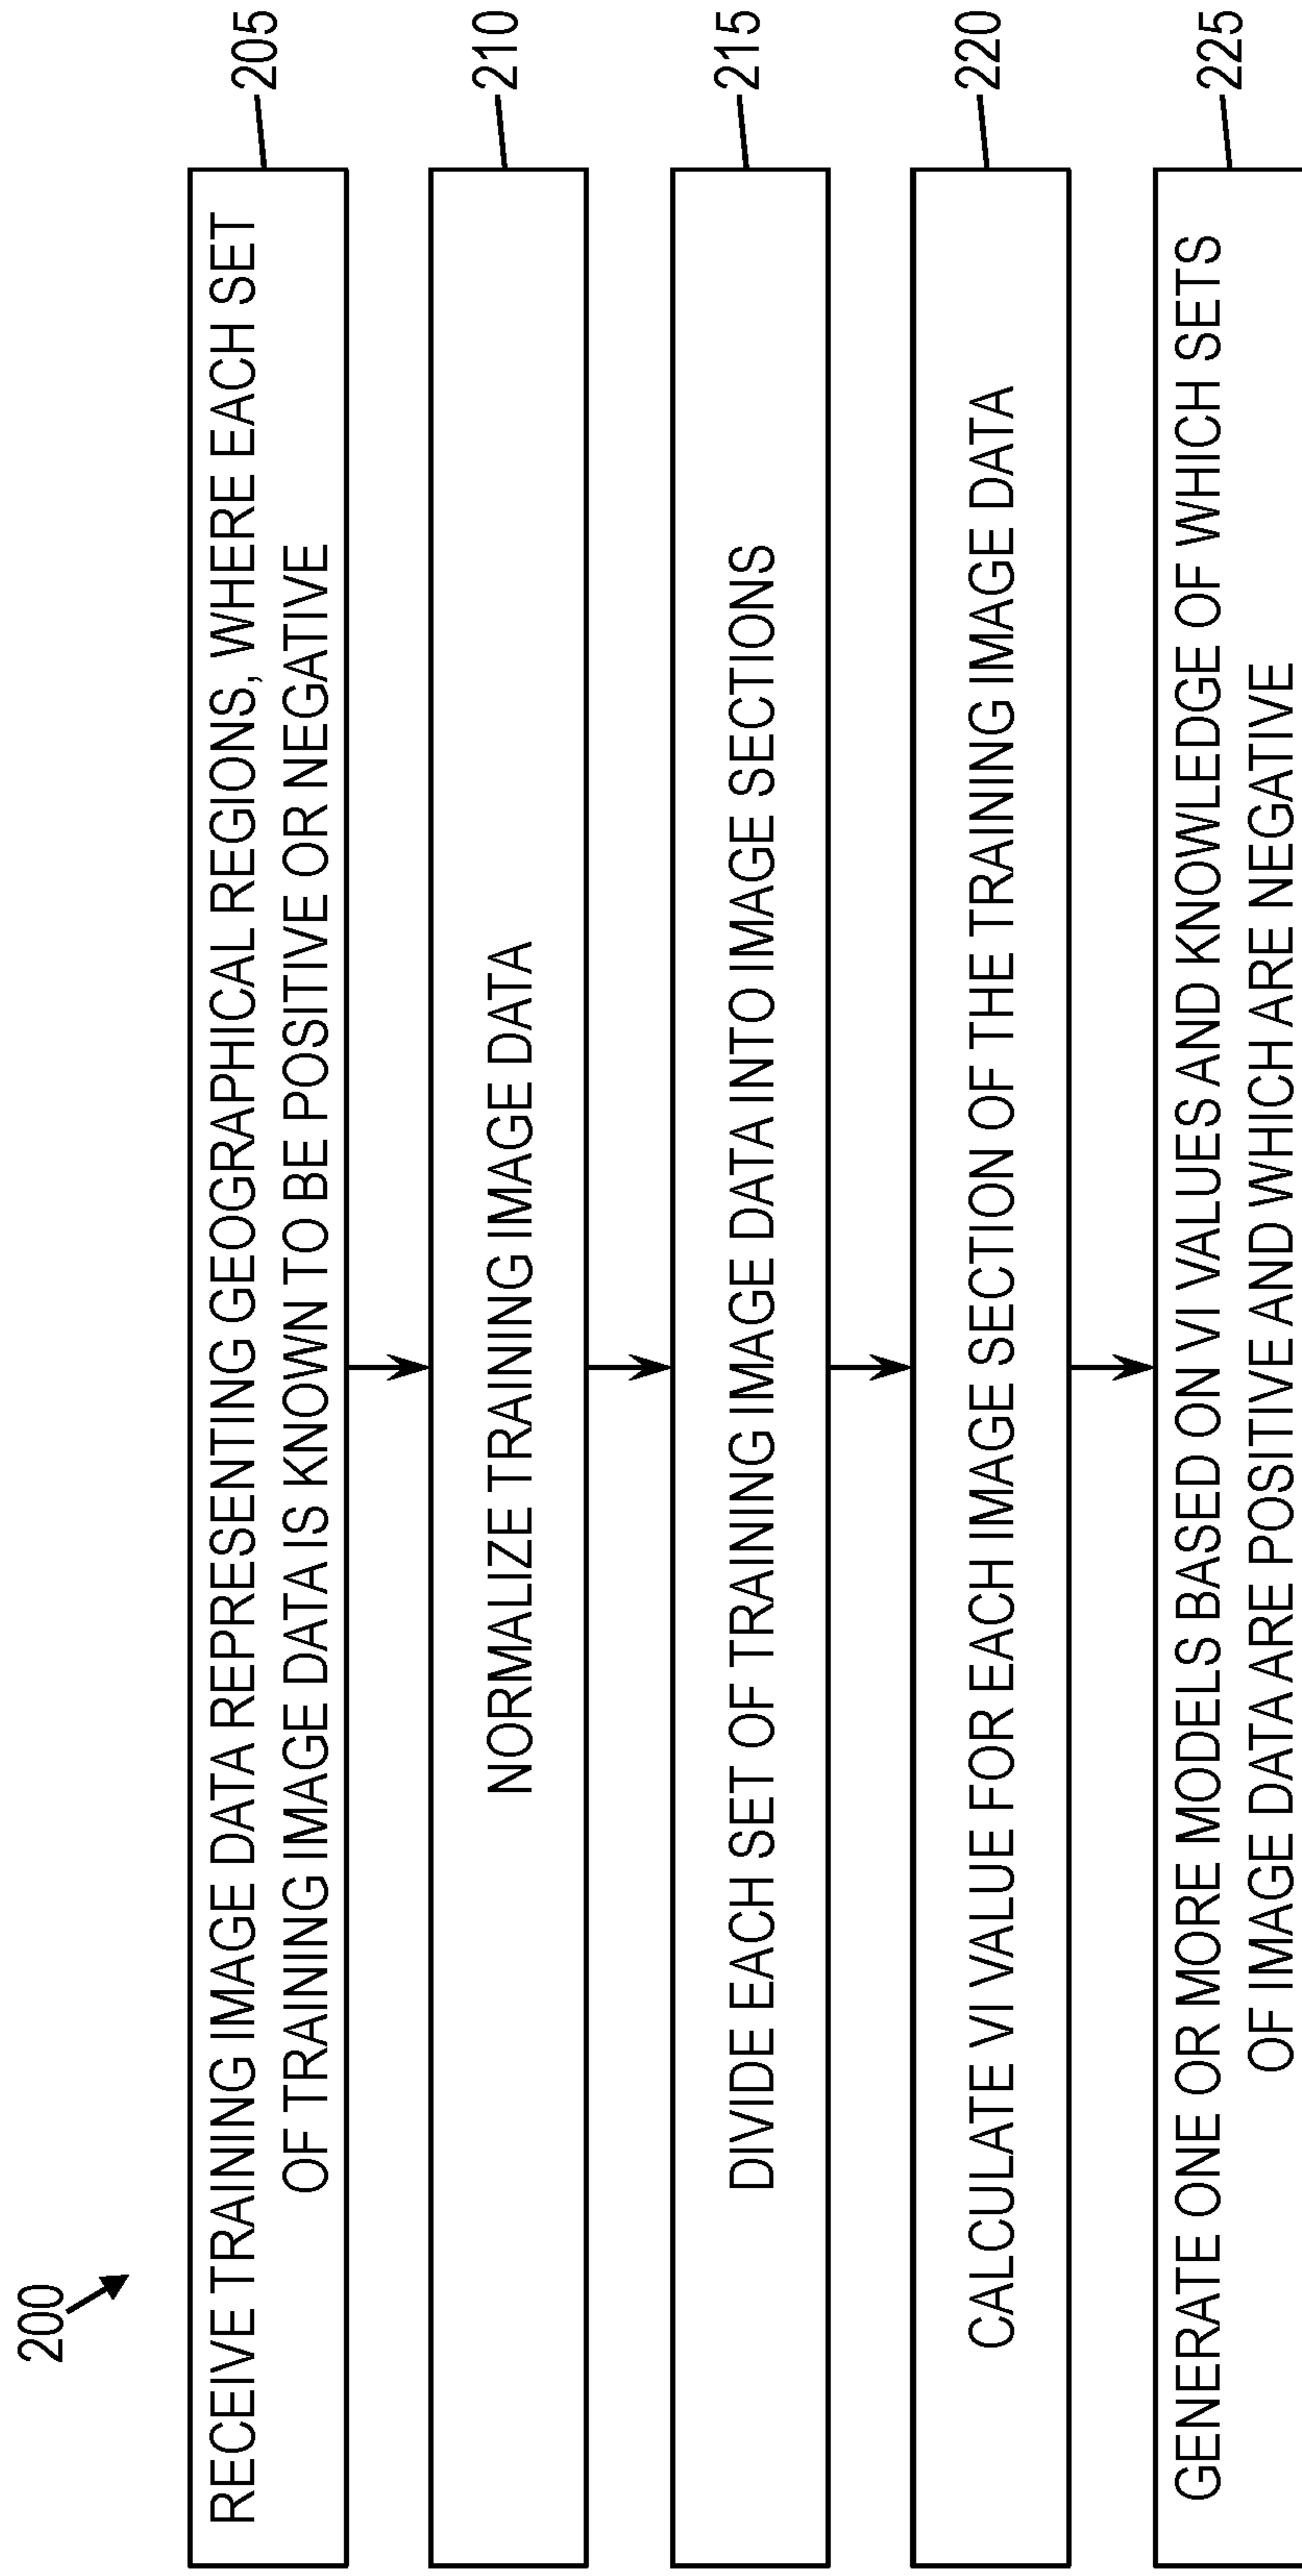 200
RECEIVE TRAINING IMAGE DATA REPRESENTING GEOGRAPHICAL REGIONS, WHERE EACH SET
OF TRAINING IMAGE DATA IS KNOWN TO BE POSITIVE OR NEGATIVE
205
NORMALIZE TRAINING IMAGE DATA
210
DIVIDE EACH SET OF TRAINING IMAGE DATA INTO IMAGE SECTIONS
215
CALCULATE VI VALUE FOR EACH IMAGE SECTION OF THE TRAINING IMAGE DATA
220
GENERATE ONE OR MORE MODELS BASED ON VI VALUES AND KNOWLEDGE OF WHICH SETS
OF IMAGE DATA ARE POSITIVE AND WHICH ARE NEGATIVE
225